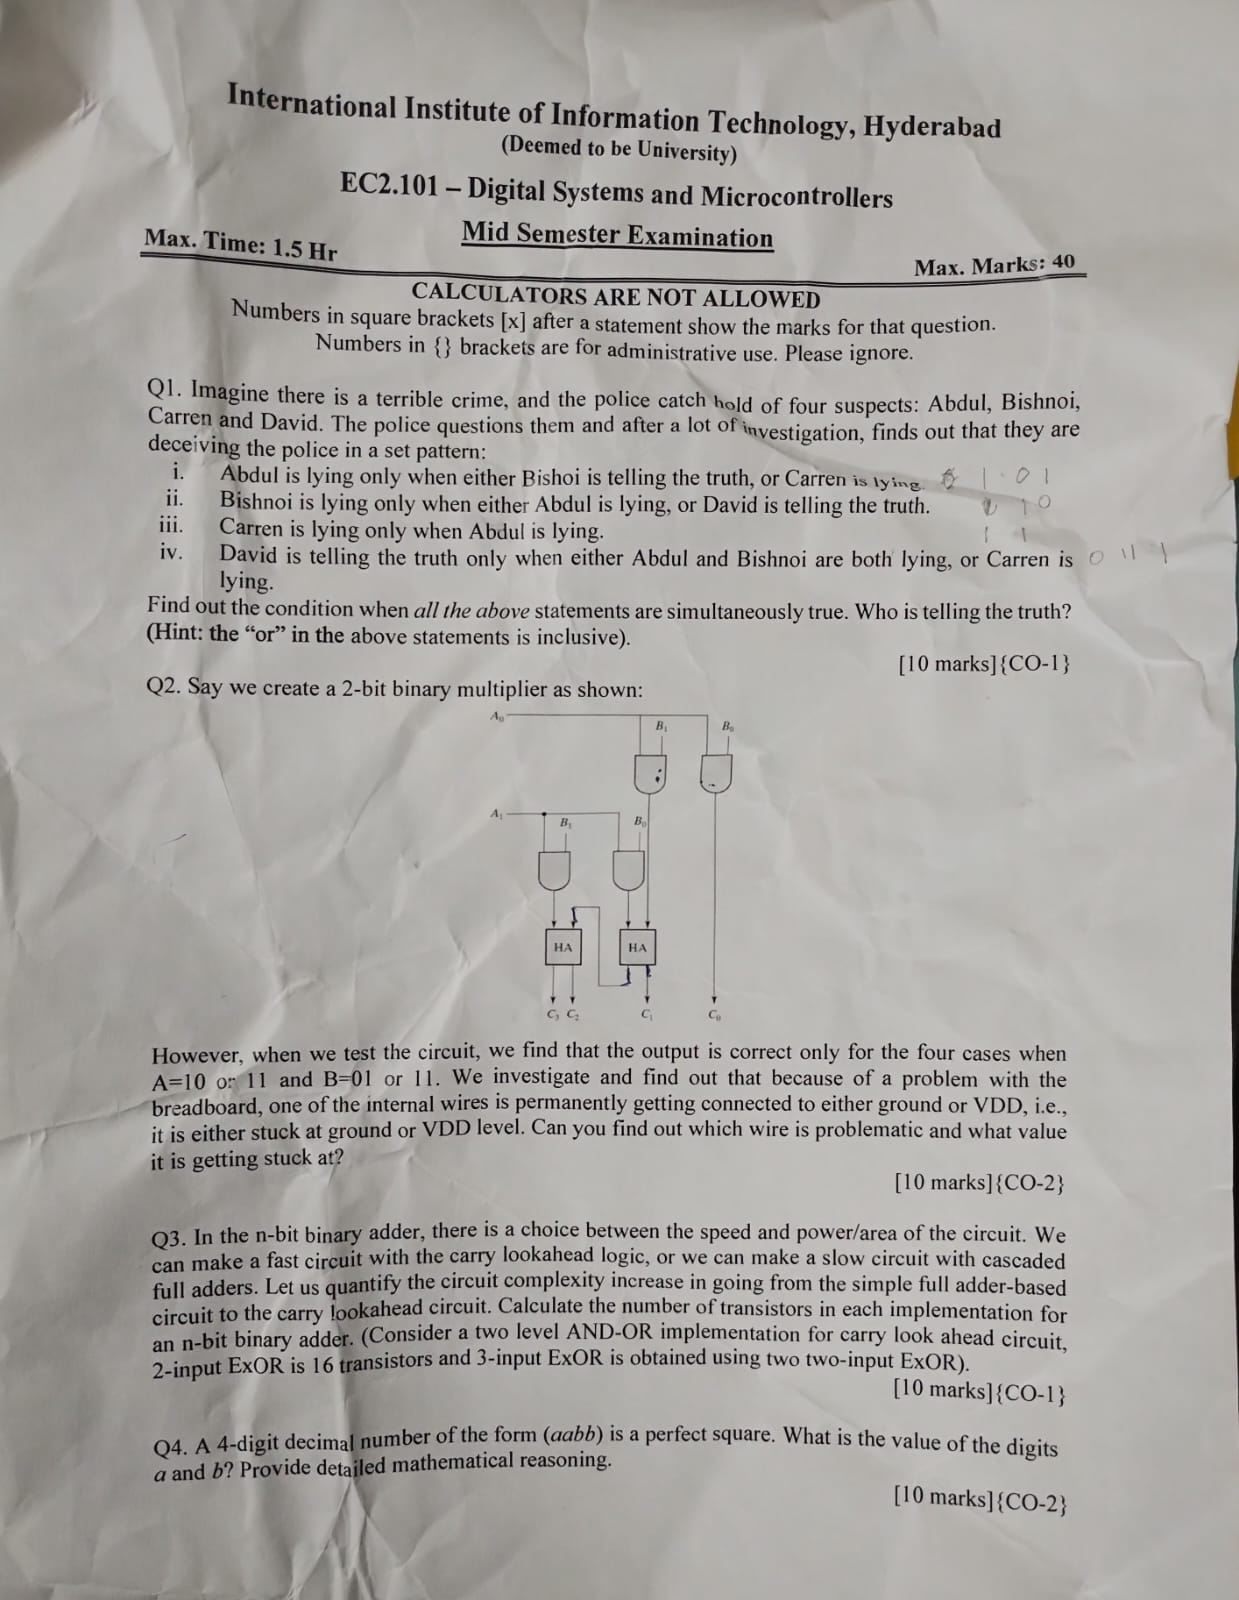 International Institute of Information Technology, Hyderabad
(Deemed to be University)
EC2.101 – Digital Systems and Microcontrollers
Mid Semester Examination
Max. Time: 1.5 Hr
Max. Marks: 40
CALCULATORS ARE NOT ALLOWED
Numbers in square brackets [x] after a statement show the marks for that question.
Numbers in {} brackets are for administrative use. Please ignore.
Q1. Imagine there is a terrible crime, and the police catch hold of four suspects: Abdul, Bishnoi,
Carren and David. The police questions them and after a lot of investigation, finds out that they are
deceiving the police in a set pattern:
i. Abdul is lying only when either Bishoi is telling the truth, or Carren is lying. 1 0 1
ii. Bishnoi is lying only when either Abdul is lying, or David is telling the truth. 1 0
iii. Carren is lying only when Abdul is lying. 1 1
iv. David is telling the truth only when either Abdul and Bishnoi are both lying, or Carren is 0 11 1
lying.
Find out the condition when all the above statements are simultaneously true. Who is telling the truth?
(Hint: the “or” in the above statements is inclusive).
[10 marks]{CO-1}
Q2. Say we create a 2-bit binary multiplier as shown:
A₀
B₁ B₀
A₁
B₁ B₀
HA HA
C₃ C₂ C₁ C₀
However, when we test the circuit, we find that the output is correct only for the four cases when
A=10 or 11 and B=01 or 11. We investigate and find out that because of a problem with the
breadboard, one of the internal wires is permanently getting connected to either ground or VDD, i.e.,
it is either stuck at ground or VDD level. Can you find out which wire is problematic and what value
it is getting stuck at?
[10 marks]{CO-2}
Q3. In the n-bit binary adder, there is a choice between the speed and power/area of the circuit. We
can make a fast circuit with the carry lookahead logic, or we can make a slow circuit with cascaded
full adders. Let us quantify the circuit complexity increase in going from the simple full adder-based
circuit to the carry lookahead circuit. Calculate the number of transistors in each implementation for
an n-bit binary adder. (Consider a two level AND-OR implementation for carry look ahead circuit,
2-input ExOR is 16 transistors and 3-input ExOR is obtained using two two-input ExOR).
[10 marks]{CO-1}
Q4. A 4-digit decimal number of the form (aabb) is a perfect square. What is the value of the digits
a and b? Provide detailed mathematical reasoning.
[10 marks]{CO-2}